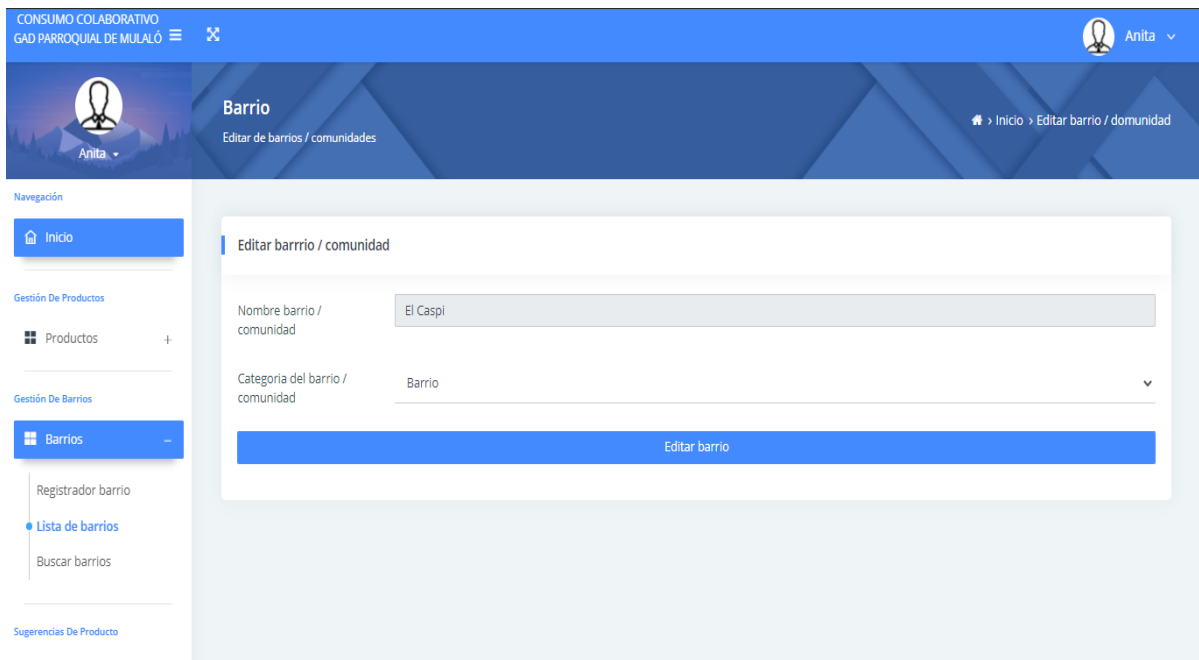 CONSUMO COLABORATIVO
GAD PARROQUIAL DE MULALÓ
Anita
Anita
Barrio
Editar de barrios / comunidades
> Inicio > Editar barrio / domunidad
Navegación
Inicio
Gestión De Productos
Productos +
Gestión De Barrios
Barrios –
Registrador barrio
Lista de barrios
Buscar barrios
Sugerencias De Producto
Editar barrrio / comunidad
Nombre barrio /
comunidad
El Caspi
Categoria del barrio /
comunidad
Barrio
Editar barrio